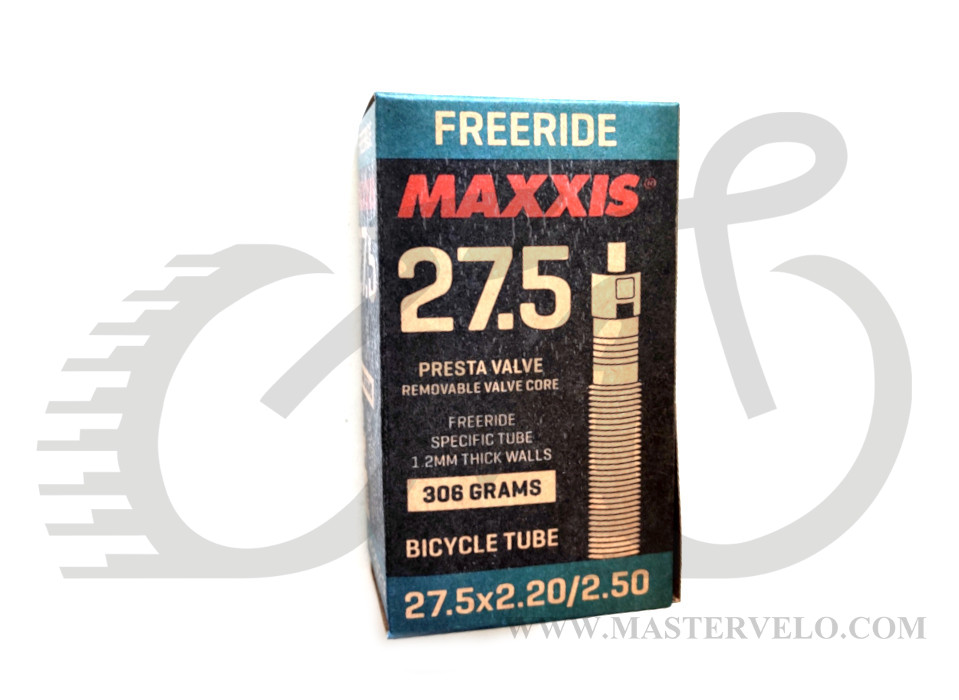 FREERIDE
MAXXIS®
27.5
PRESTA VALVE
REMOVABLE VALVE CORE
FREERIDE
SPECIFIC TUBE
1.2MM THICK WALLS
306 GRAMS
BICYCLE TUBE
27.5x2.20/2.50
WWW.MASTERVELO.COM